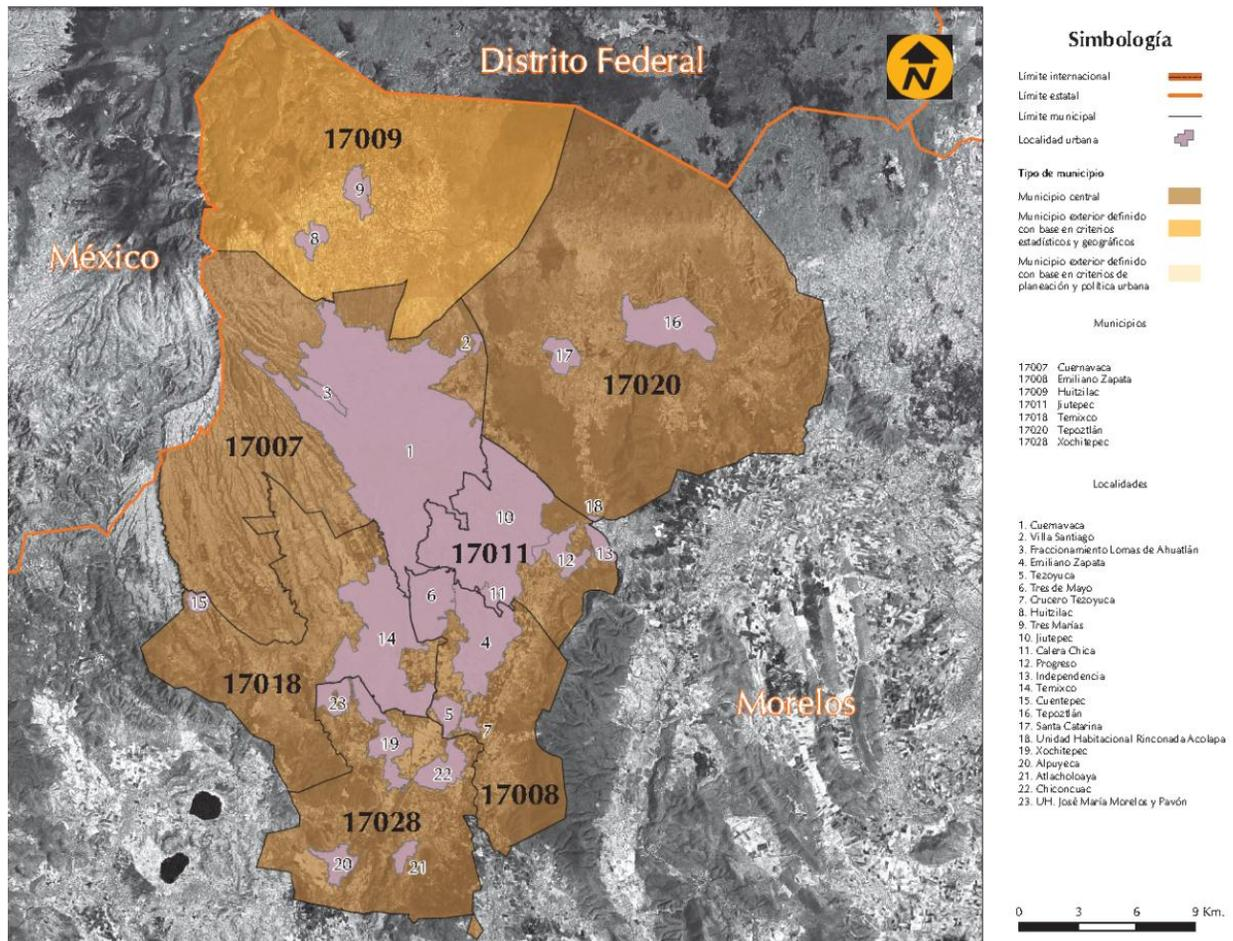 Distrito Federal
N
17009
9
8
México
16
2
17
17020
3
17007
1
18
10
17011
12
13
11
6
15
14
4
17018
23
5
7
19
22
17008
17028
20
21
Morelos
Simbología
Límite internacional
Límite estatal
Límite municipal
Localidad urbana
Tipo de municipio
Municipio central
Municipio exterior definido
con base en criterios
estadísticos y geográficos
Municipio exterior definido
con base en criterios de
planeación y política urbana
Municipios
17007 Cuernavaca
17008 Emiliano Zapata
17009 Huitzilac
17011 Jiutepec
17018 Temixco
17020 Tepoztlán
17028 Xochitepec
Localidades
1. Cuernavaca
2. Villa Santiago
3. Fraccionamiento Lomas de Ahuatlán
4. Emiliano Zapata
5. Tezoyuca
6. Tres de Mayo
7. Crucero Tezoyuca
8. Huitzilac
9. Tres Marías
10. Jiutepec
11. Calera Chica
12. Progreso
13. Independencia
14. Temixco
15. Cuentepec
16. Tepoztlán
17. Santa Catarina
18. Unidad Habitacional Rinconada Acolapa
19. Xochitepec
20. Alpuyeca
21. Atlacholoaya
22. Chiconcuac
23. UH. José María Morelos y Pavón
0 3 6 9 Km.